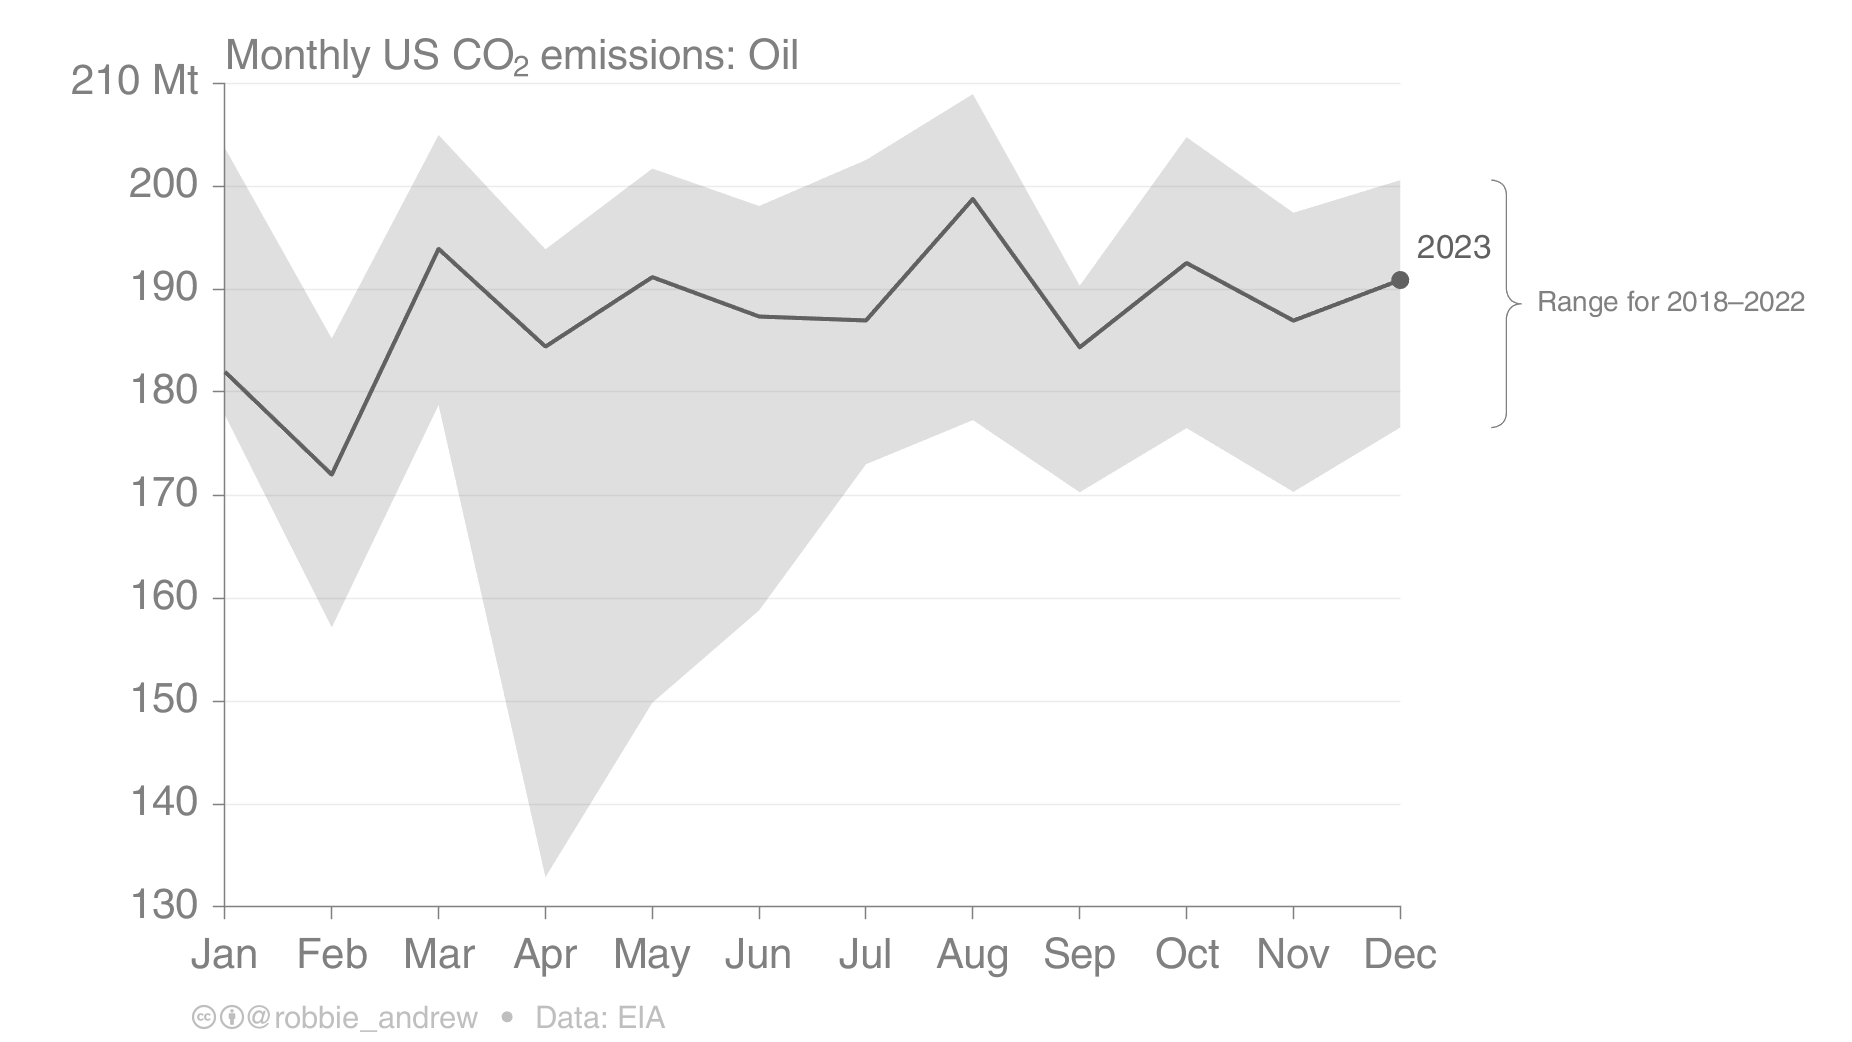 Monthly US CO₂ emissions: Oil
210 Mt
200
190
180
170
160
150
140
130
2023
Range for 2018–2022
Jan Feb Mar Apr May Jun Jul Aug Sep Oct Nov Dec
@robbie_andrew • Data: EIA